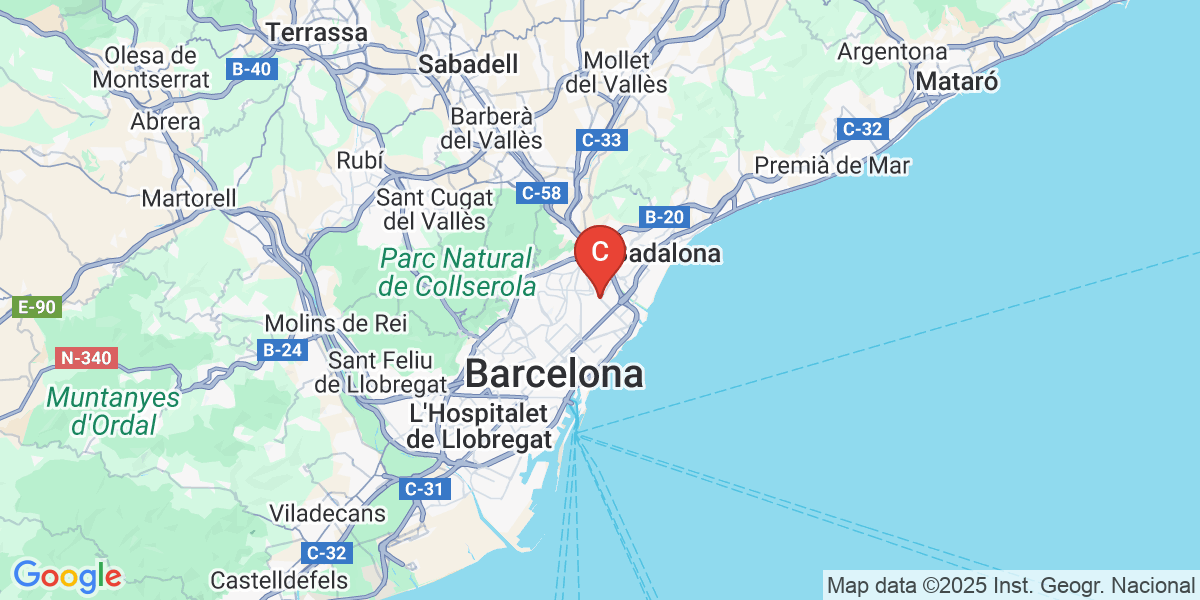 Terrassa
Olesa de
Montserrat
B-40
Sabadell
Mollet
del Vallès
Argentona
Mataró
Abrera
Barberà
del Vallès
C-33
C-32
Rubí
Premià de Mar
Martorell
Sant Cugat
del Vallès
C-58
B-20
C
Badalona
Parc Natural
de Collserola
E-90
Molins de Rei
N-340
B-24
Sant Feliu
de Llobregat
Barcelona
Muntanyes
d'Ordal
L'Hospitalet
de Llobregat
C-31
Viladecans
C-32
Castelldefels
Google
Map data ©2025 Inst. Geogr. Nacional